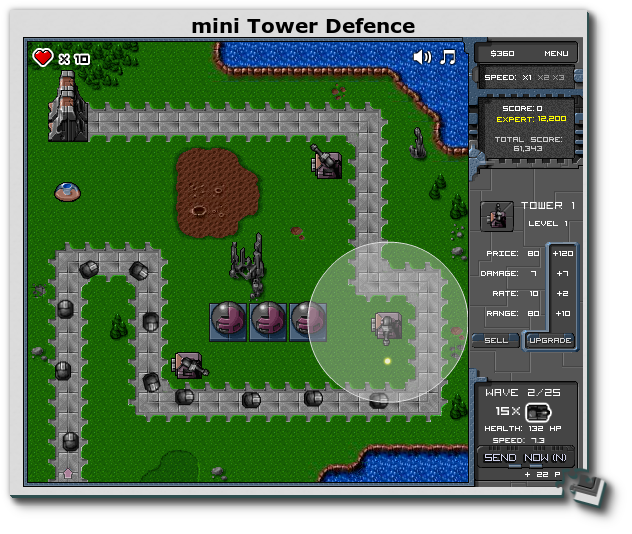 mini Tower Defence
X 10
$360 MENU
SPEED: X1 X2 X3
SCORE: 0
EXPERT: 12,200
TOTAL SCORE:
61,343
TOWER 1
LEVEL 1
PRICE: 80 +120
DAMAGE: 7 +7
RATE: 10 +2
RANGE: 80 +10
SELL UPGRADE
WAVE 2/25
15X
HEALTH: 132 HP
SPEED: 7.3
SEND NOW (N)
+ 22 P